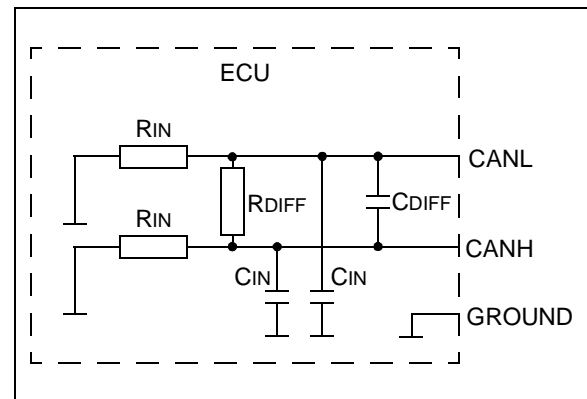 ECU
RIN
CANL
RDIFF
CDIFF
RIN
CANH
CIN
CIN
GROUND